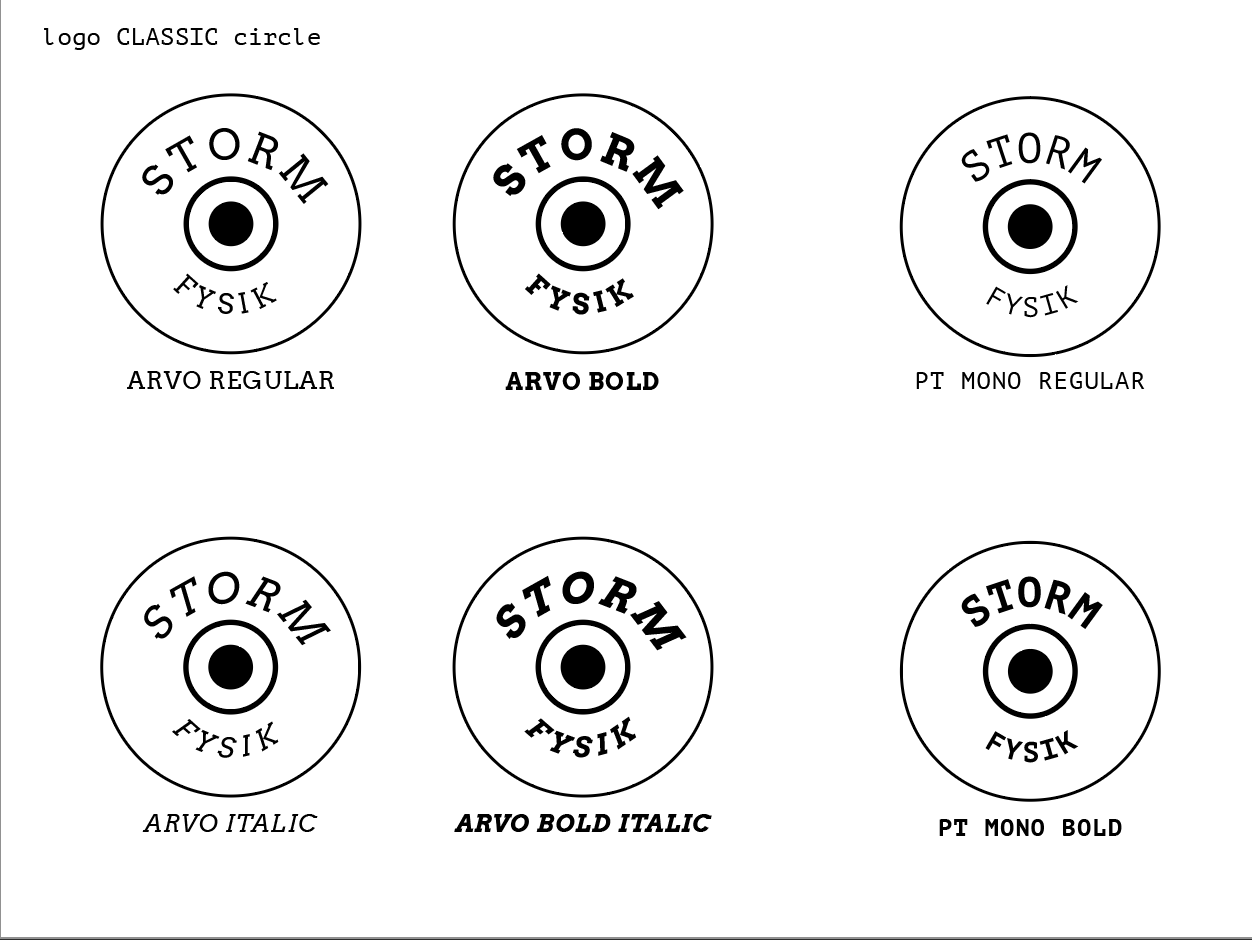 logo CLASSIC circle
STORM
FYSIK
ARVO REGULAR
STORM
FYSIK
ARVO BOLD
STORM
FYSIK
PT MONO REGULAR
STORM
FYSIK
ARVO ITALIC
STORM
FYSIK
ARVO BOLD ITALIC
STORM
FYSIK
PT MONO BOLD